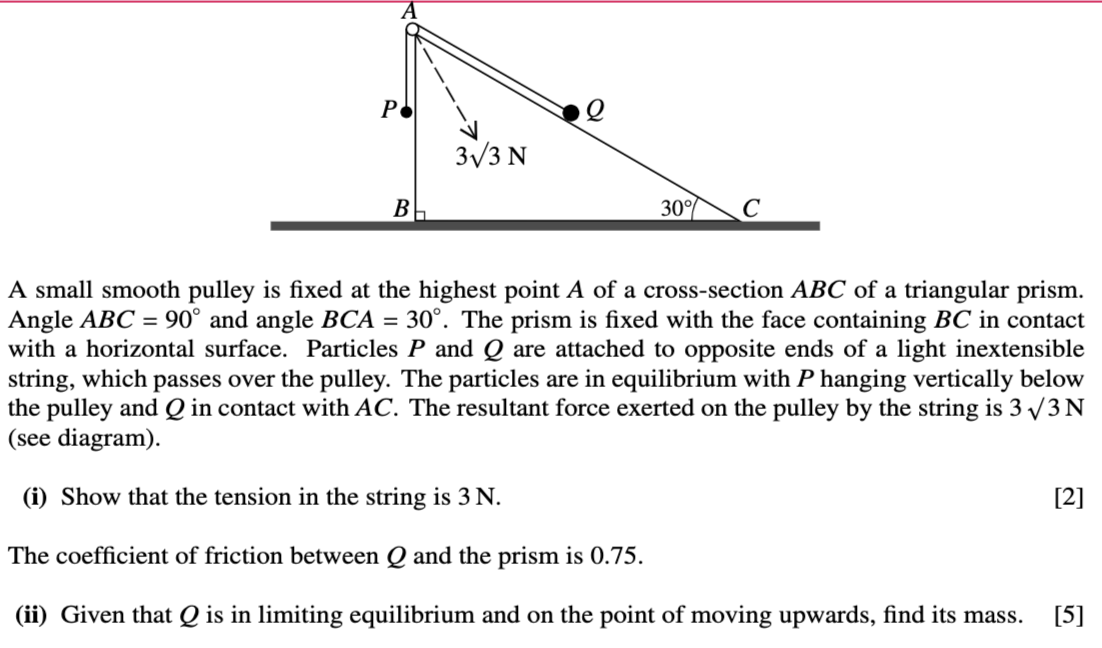 A
P
Q
3√3 N
B
30°
C
A small smooth pulley is fixed at the highest point A of a cross-section ABC of a triangular prism.
Angle ABC = 90° and angle BCA = 30°. The prism is fixed with the face containing BC in contact
with a horizontal surface. Particles P and Q are attached to opposite ends of a light inextensible
string, which passes over the pulley. The particles are in equilibrium with P hanging vertically below
the pulley and Q in contact with AC. The resultant force exerted on the pulley by the string is 3√3 N
(see diagram).
(i) Show that the tension in the string is 3 N. [2]
The coefficient of friction between Q and the prism is 0.75.
(ii) Given that Q is in limiting equilibrium and on the point of moving upwards, find its mass. [5]